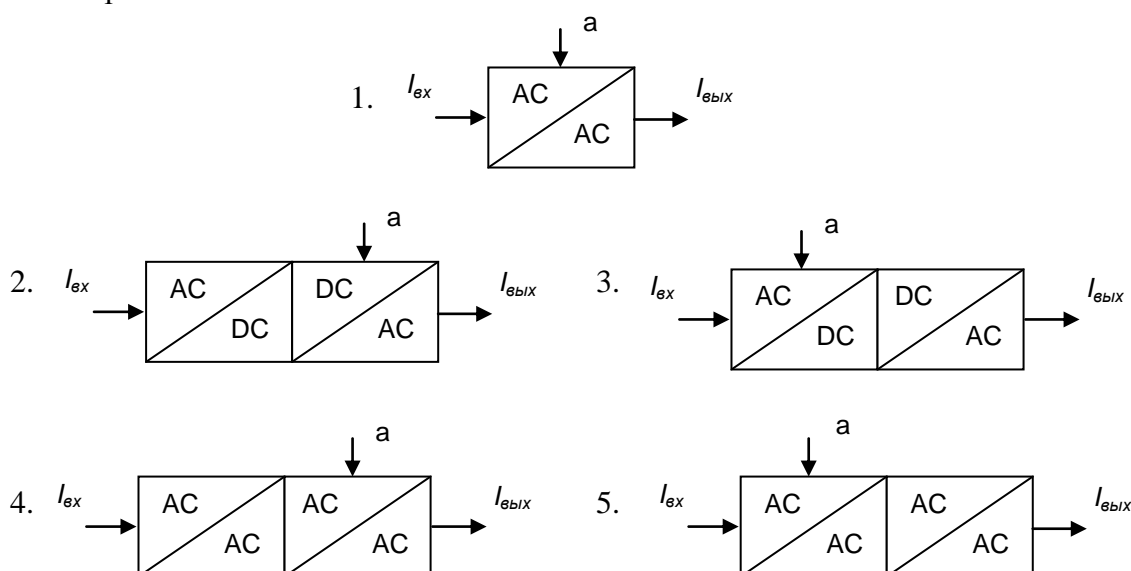 a
1. Iвх AC Iвых
AC
a a
2. Iвх AC DC Iвых 3. Iвх AC DC Iвых
DC AC DC AC
a a
4. Iвх AC AC Iвых 5. Iвх AC AC Iвых
AC AC AC AC